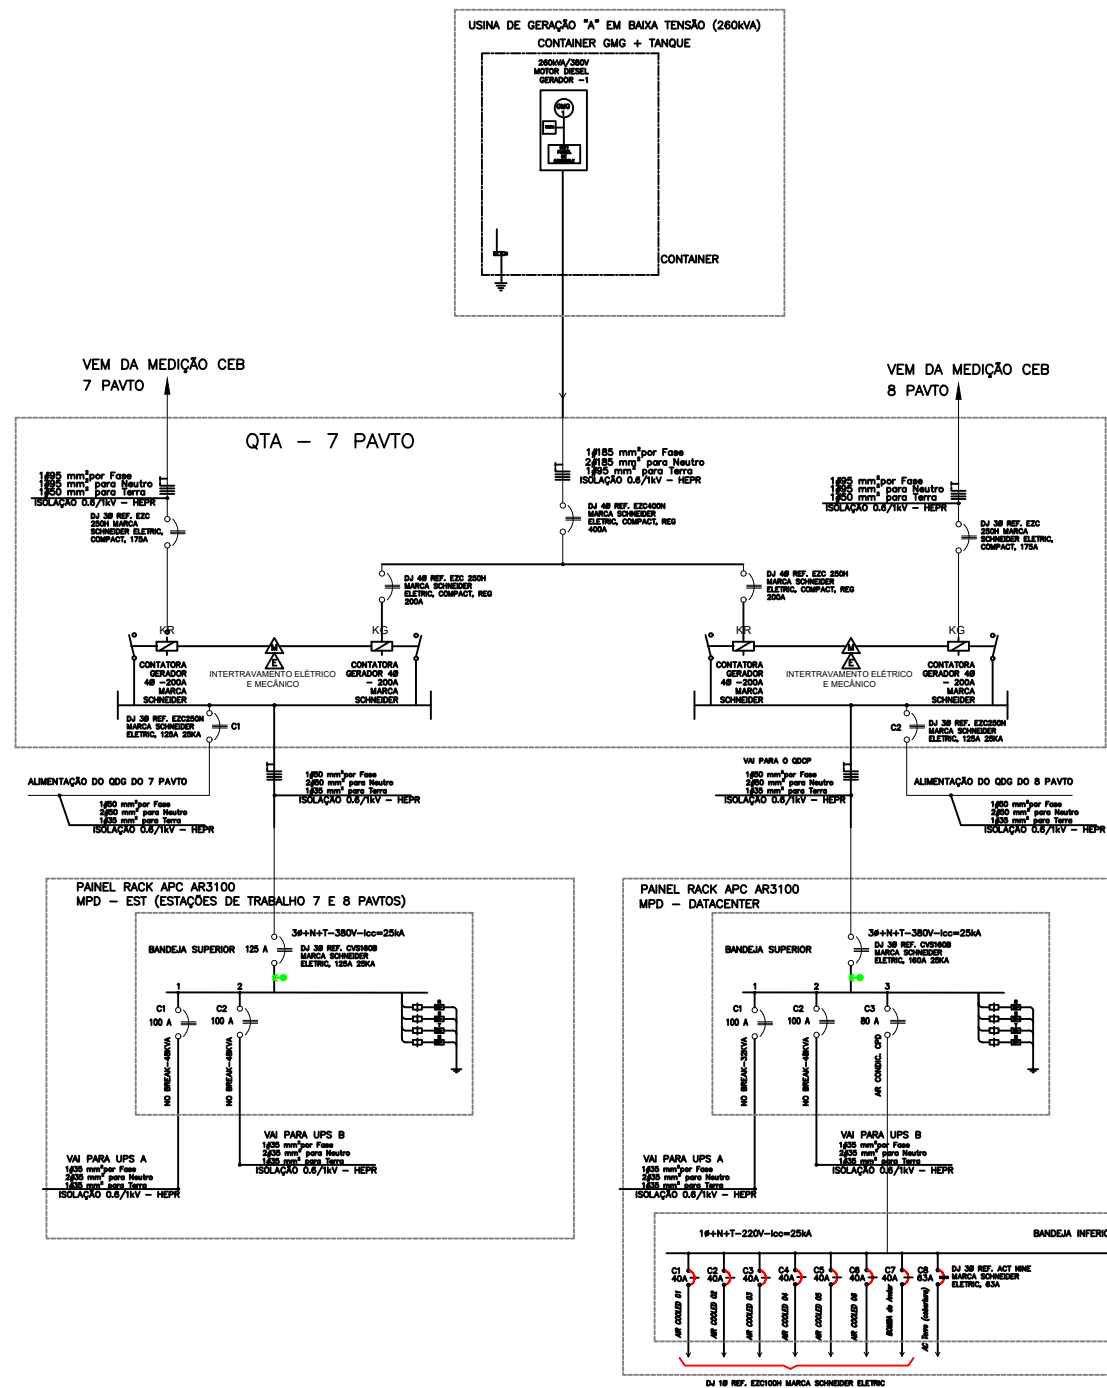 USINA DE GERAÇÃO "A" EM BAIXA TENSÃO (260kVA)
CONTAINER GMG + TANQUE
260kVA/380V
MOTOR DIESEL
GERADOR -1
GMG
1
CONTAINER
VEM DA MEDIÇÃO CEB
7 PAVTO
VEM DA MEDIÇÃO CEB
8 PAVTO
QTA - 7 PAVTO
1#95 mm² por Fase
1#95 mm² para Neutro
1#50 mm² para Terra
ISOLAÇÃO 0.6/1kV - HEPR
DJ 3Ø REF. EZC
250H MARCA
SCHNEIDER ELETRIC,
COMPACT, 175A
1#185 mm² por Fase
2#185 mm² para Neutro
1#95 mm² para Terra
ISOLAÇÃO 0.6/1kV - HEPR
DJ 4Ø REF. EZC400N
MARCA SCHNEIDER
ELETRIC, COMPACT, REG
400A
1#95 mm² por Fase
2#95 mm² para Neutro
1#50 mm² para Terra
ISOLAÇÃO 0.6/1kV - HEPR
DJ 3Ø REF. EZC
250H MARCA
SCHNEIDER ELETRIC,
COMPACT, 175A
DJ 4Ø REF. EZC 250H
MARCA SCHNEIDER
ELETRIC, COMPACT, REG
200A
DJ 4Ø REF. EZC 250H
MARCA SCHNEIDER
ELETRIC, COMPACT, REG
200A
KR
KG
M
E
INTERTRAVAMENTO ELÉTRICO
E MECÂNICO
CONTATORA
GERADOR
4Ø -200A
MARCA
SCHNEIDER
CONTATORA
GERADOR 4Ø
- 200A
MARCA
SCHNEIDER
KR
KG
M
E
INTERTRAVAMENTO ELÉTRICO
E MECÂNICO
CONTATORA
GERADOR
4Ø -200A
MARCA
SCHNEIDER
CONTATORA
GERADOR 4Ø
- 200A
MARCA
SCHNEIDER
DJ 3Ø REF. EZC250N
MARCA SCHNEIDER
ELETRIC, 125A 25KA
C1
C2
DJ 3Ø REF. EZC250N
MARCA SCHNEIDER
ELETRIC, 125A 25KA
ALIMENTAÇÃO DO QDG DO 7 PAVTO
1#50 mm² por Fase
2#50 mm² para Neutro
1#35 mm² para Terra
ISOLAÇÃO 0.6/1kV - HEPR
1#50 mm² por Fase
2#50 mm² para Neutro
1#35 mm² para Terra
ISOLAÇÃO 0.6/1kV - HEPR
VAI PARA O QDCP
1#50 mm² por Fase
2#50 mm² para Neutro
1#35 mm² para Terra
ISOLAÇÃO 0.6/1kV - HEPR
ALIMENTAÇÃO DO QDG DO 8 PAVTO
1#50 mm² por Fase
2#50 mm² para Neutro
1#35 mm² para Terra
ISOLAÇÃO 0.6/1kV - HEPR
PAINEL RACK APC AR3100
MPD - EST (ESTAÇÕES DE TRABALHO 7 E 8 PAVTOS)
3ø+N+T-380V-Icc=25kA
BANDEJA SUPERIOR
125 A
DJ 3Ø REF. CVS160B
MARCA SCHNEIDER
ELETRIC, 125A 25KA
1
2
C1
100 A
C2
100 A
NO BREAK-48KVA
NO BREAK-48KVA
VAI PARA UPS A
1#35 mm² por Fase
2#35 mm² para Neutro
1#35 mm² para Terra
ISOLAÇÃO 0.6/1kV - HEPR
VAI PARA UPS B
1#35 mm² por Fase
2#35 mm² para Neutro
1#35 mm² para Terra
ISOLAÇÃO 0.6/1kV - HEPR
PAINEL RACK APC AR3100
MPD - DATACENTER
3ø+N+T-380V-Icc=25kA
BANDEJA SUPERIOR
DJ 3Ø REF. CVS160B
MARCA SCHNEIDER
ELETRIC, 160A 25KA
1
2
3
C1
100 A
C2
100 A
C3
80 A
NO BREAK-32KVA
NO BREAK-48KVA
AR CONDIC. CPD
VAI PARA UPS A
1#35 mm² por Fase
2#35 mm² para Neutro
1#35 mm² para Terra
ISOLAÇÃO 0.6/1kV - HEPR
VAI PARA UPS B
1#35 mm² por Fase
2#35 mm² para Neutro
1#35 mm² para Terra
ISOLAÇÃO 0.6/1kV - HEPR
1ø+N+T-220V-Icc=25kA
BANDEJA INFERIO
C1
40A
C2
40A
C3
40A
C4
40A
C5
40A
C6
40A
C7
40A
C8
63A
DJ 3Ø REF. ACT NINE
MARCA SCHNEIDER
ELETRIC, 63A
AIR COOLED 01
AIR COOLED 02
AIR COOLED 03
AIR COOLED 04
AIR COOLED 05
AIR COOLED 06
BOMBA do Andar
AC Torre (cobertura)
DJ 1Ø REF. EZC100H MARCA SCHNEIDER ELETRIC